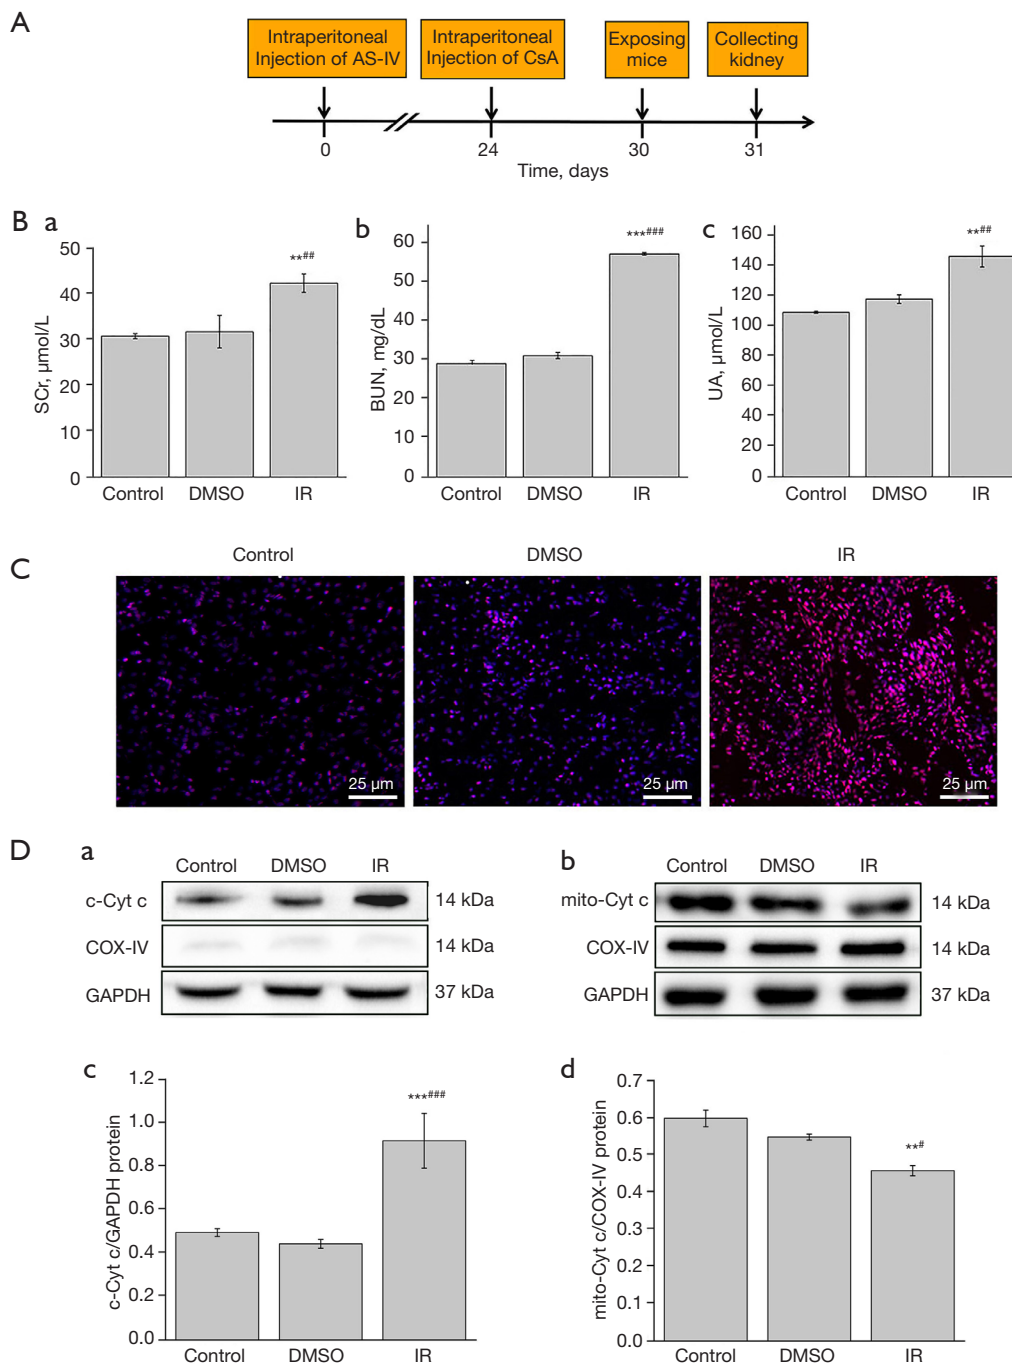 A
Intraperitoneal
Injection of AS-IV
Intraperitoneal
Injection of CsA
Exposing
mice
Collecting
kidney
0
24
30
31
Time, days
B
a
SCr, μmol/L
50
40
30
20
10
0
**##
Control
DMSO
IR
b
BUN, mg/dL
60
50
40
30
20
10
0
***###
Control
DMSO
IR
c
UA, μmol/L
160
140
120
100
80
60
40
20
0
**##
Control
DMSO
IR
C
Control
DMSO
IR
25 μm
25 μm
25 μm
D
a
Control
DMSO
IR
c-Cyt c
14 kDa
COX-IV
14 kDa
GAPDH
37 kDa
b
Control
DMSO
IR
mito-Cyt c
14 kDa
COX-IV
14 kDa
GAPDH
37 kDa
c
c-Cyt c/GAPDH protein
1.2
1.0
0.8
0.6
0.4
0.2
0.0
***###
Control
DMSO
IR
d
mito-Cyt c/COX-IV protein
0.7
0.6
0.5
0.4
0.3
0.2
0.1
0.0
**#
Control
DMSO
IR